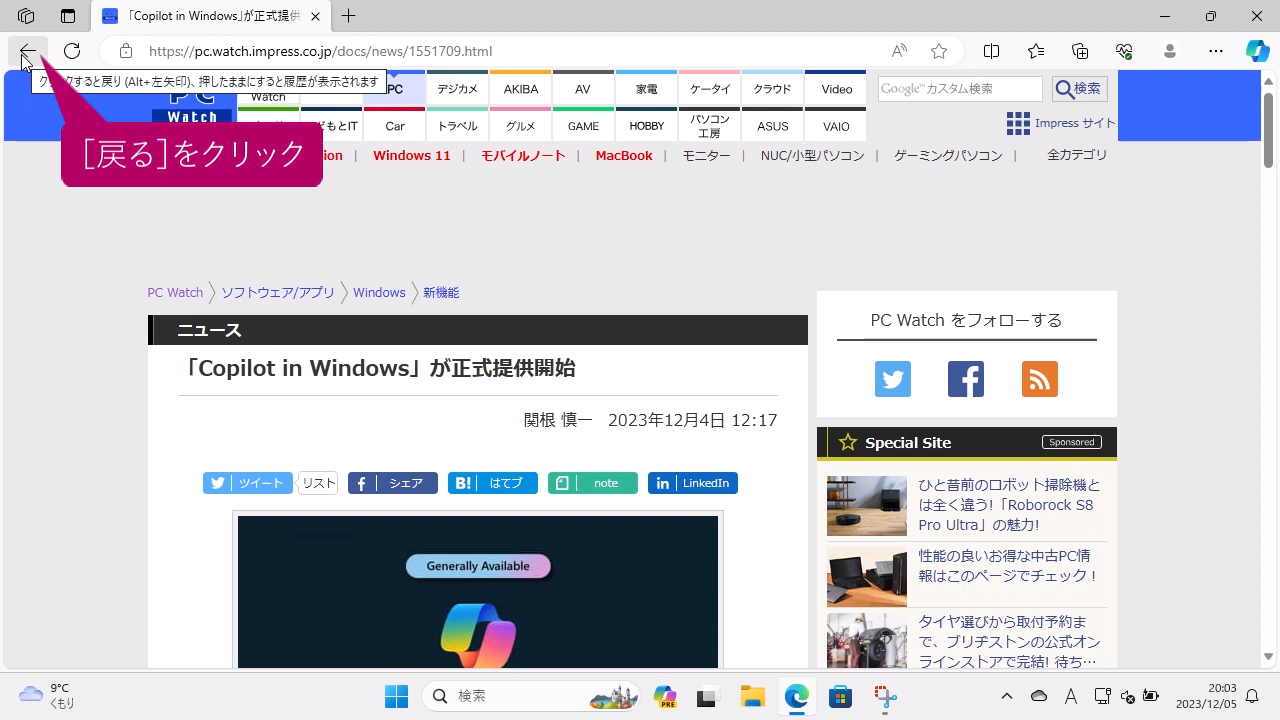 「Copilot in Windows」が正式提供
https://pc.watch.impress.co.jp/docs/news/1551709.html
クリックすると戻り (Alt+左矢印)、押したままにすると履歴が表示されます
[戻る]をクリック
PC Watch
Watch
PC
デジカメ
AKIBA
AV
家電
ケータイ
クラウド
Video
どもとIT
Car
トラベル
グルメ
GAME
HOBBY
パソコン工房
ASUS
VAIO
Google™カスタム検索
検索
Impress サイト
ion | Windows 11 | モバイルノート | MacBook | モニター | NUC/小型パソコン | ゲーミングパソコン | 全カテゴリ
PC Watch 〉ソフトウェア/アプリ 〉Windows 〉新機能
ニュース
「Copilot in Windows」が正式提供開始
関根 慎一 2023年12月4日 12:17
ツイート
リスト
シェア
B! はてブ
note
in LinkedIn
Generally Available
PC Watch をフォローする
Special Site
Sponsored
ひと昔前のロボット掃除機と
は全く違う!「Roborock S8
Pro Ultra」の魅力!
性能の良いお得な中古PC情
報はこのページでチェック!
タイヤ選びから取付予約ま
で、ブリヂストンの公式オン
ラインストアで完結! 待ち…
9°C
くもり
検索
PRE
A
20:03
2023/12/05